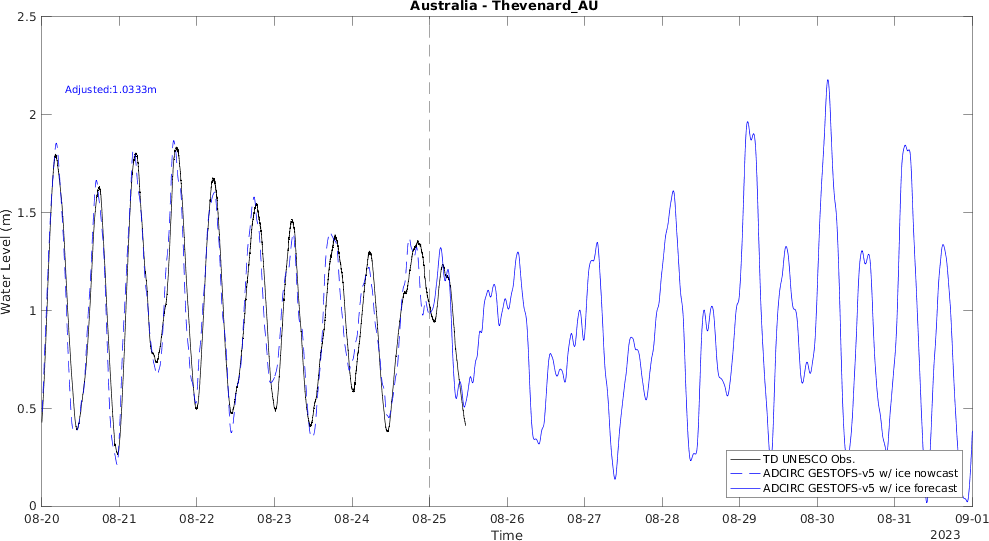 Australia - Thevenard_AU
Water Level (m)
2.5
2
1.5
1
0.5
0
Adjusted:1.0333m
TD UNESCO Obs.
ADCIRC GESTOFS-v5 w/ ice nowcast
ADCIRC GESTOFS-v5 w/ ice forecast
08-20 08-21 08-22 08-23 08-24 08-25 08-26 08-27 08-28 08-29 08-30 08-31 09-01
Time
2023